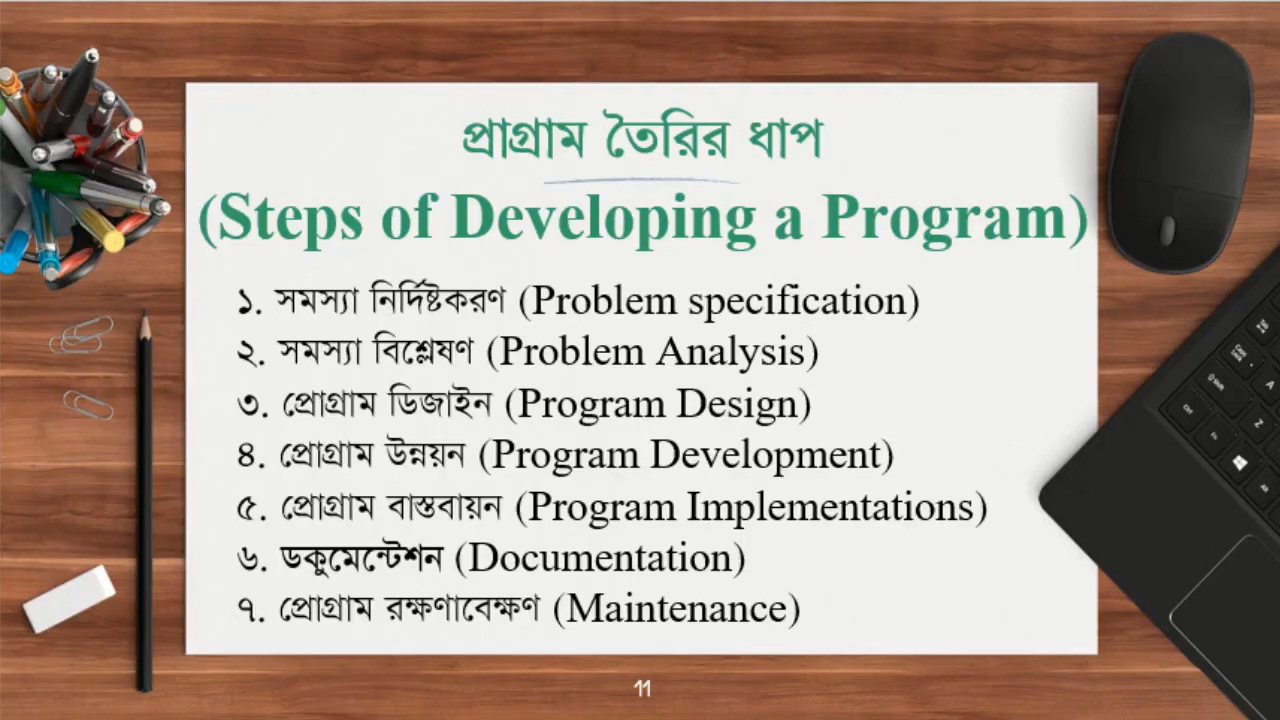 প্রাগ্রাম তৈরির ধাপ
(Steps of Developing a Program)
১. সমস্যা নির্দিষ্টকরণ (Problem specification)
২. সমস্যা বিশ্লেষণ (Problem Analysis)
৩. প্রোগ্রাম ডিজাইন (Program Design)
৪. প্রোগ্রাম উন্নয়ন (Program Development)
৫. প্রোগ্রাম বাস্তবায়ন (Program Implementations)
৬. ডকুমেন্টেশন (Documentation)
৭. প্রোগ্রাম রক্ষণাবেক্ষণ (Maintenance)
11